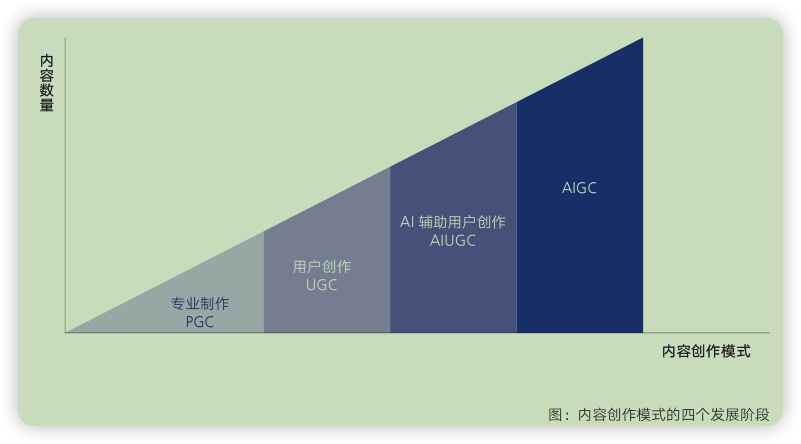 内容数量
专业制作
PGC
用户创作
UGC
AI 辅助用户创作
AIUGC
AIGC
内容创作模式
图：内容创作模式的四个发展阶段